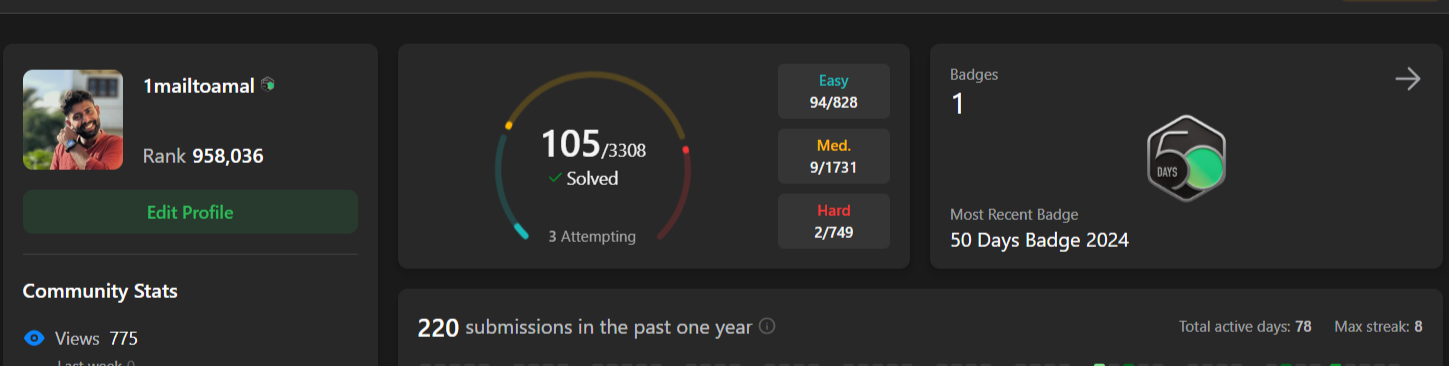 1mailtoamal
Rank 958,036
Edit Profile
Community Stats
Views 775
Last week 0
105/3308
Solved
3 Attempting
Easy
94/828
Med.
9/1731
Hard
2/749
Badges
1
50
DAYS
Most Recent Badge
50 Days Badge 2024
220 submissions in the past one year
Total active days: 78 Max streak: 8